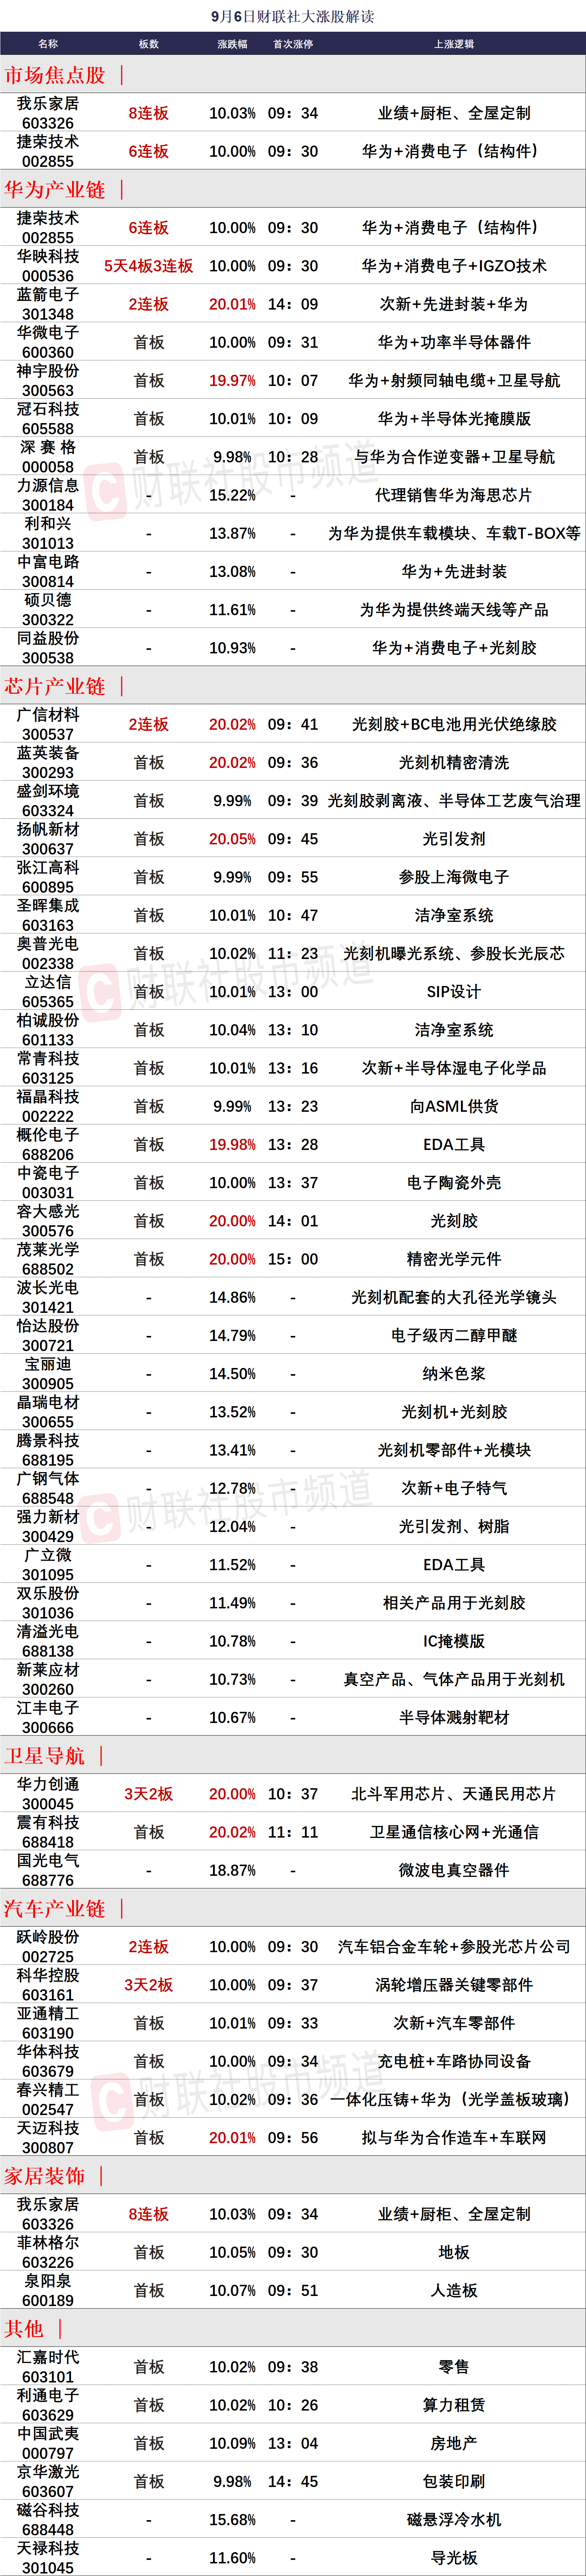 9月6日财联社大涨股解读
名称 板数 涨跌幅 首次涨停 上涨逻辑
市场焦点股
我乐家居
603326 8连板 10.03% 09：34 业绩+厨柜、全屋定制
捷荣技术
002855 6连板 10.00% 09：30 华为+消费电子（结构件）
华为产业链
捷荣技术
002855 6连板 10.00% 09：30 华为+消费电子（结构件）
华映科技
000536 5天4板3连板 10.00% 09：30 华为+消费电子+IGZO技术
蓝箭电子
301348 2连板 20.01% 14：09 次新+先进封装+华为
华微电子
600360 首板 10.00% 09：31 华为+功率半导体器件
神宇股份
300563 首板 19.97% 10：07 华为+射频同轴电缆+卫星导航
冠石科技
605588 首板 10.01% 10：09 华为+半导体光掩膜版
深 赛 格
000058 首板 9.98% 10：28 与华为合作逆变器+卫星导航
力源信息
300184 - 15.22% - 代理销售华为海思芯片
利和兴
301013 - 13.87% - 为华为提供车载模块、车载T-BOX等
中富电路
300814 - 13.08% - 华为+先进封装
硕贝德
300322 - 11.61% - 为华为提供终端天线等产品
同益股份
300538 - 10.93% - 华为+消费电子+光刻胶
芯片产业链
广信材料
300537 2连板 20.02% 09：41 光刻胶+BC电池用光伏绝缘胶
蓝英装备
300293 首板 20.02% 09：36 光刻机精密清洗
盛剑环境
603324 首板 9.99% 09：39 光刻胶剥离液、半导体工艺废气治理
扬帆新材
300637 首板 20.05% 09：45 光引发剂
张江高科
600895 首板 9.99% 09：55 参股上海微电子
圣晖集成
603163 首板 10.01% 10：47 洁净室系统
奥普光电
002338 首板 10.02% 11：23 光刻机曝光系统、参股长光辰芯
立达信
605365 首板 10.01% 13：00 SIP设计
柏诚股份
601133 首板 10.04% 13：10 洁净室系统
常青科技
603125 首板 10.01% 13：16 次新+半导体湿电子化学品
福晶科技
002222 首板 9.99% 13：23 向ASML供货
概伦电子
688206 首板 19.98% 13：28 EDA工具
中瓷电子
003031 首板 10.00% 13：37 电子陶瓷外壳
容大感光
300576 首板 20.00% 14：01 光刻胶
茂莱光学
688502 首板 20.00% 15：00 精密光学元件
波长光电
301421 - 14.86% - 光刻机配套的大孔径光学镜头
怡达股份
300721 - 14.79% - 电子级丙二醇甲醚
宝丽迪
300905 - 14.50% - 纳米色浆
晶瑞电材
300655 - 13.52% - 光刻机+光刻胶
腾景科技
688195 - 13.41% - 光刻机零部件+光模块
广钢气体
688548 - 12.78% - 次新+电子特气
强力新材
300429 - 12.04% - 光引发剂、树脂
广立微
301095 - 11.52% - EDA工具
双乐股份
301036 - 11.49% - 相关产品用于光刻胶
清溢光电
688138 - 10.78% - IC掩模版
新莱应材
300260 - 10.73% - 真空产品、气体产品用于光刻机
江丰电子
300666 - 10.67% - 半导体溅射靶材
卫星导航
华力创通
300045 3天2板 20.00% 10：37 北斗军用芯片、天通民用芯片
震有科技
688418 首板 20.02% 11：11 卫星通信核心网+光通信
国光电气
688776 - 18.87% - 微波电真空器件
汽车产业链
跃岭股份
002725 2连板 10.00% 09：30 汽车铝合金车轮+参股光芯片公司
科华控股
603161 3天2板 10.00% 09：37 涡轮增压器关键零部件
亚通精工
603190 首板 10.01% 09：33 次新+汽车零部件
华体科技
603679 首板 10.00% 09：34 充电桩+车路协同设备
春兴精工
002547 首板 10.02% 09：36 一体化压铸+华为（光学盖板玻璃）
天迈科技
300807 首板 20.01% 09：56 拟与华为合作造车+车联网
家居装饰
我乐家居
603326 8连板 10.03% 09：34 业绩+厨柜、全屋定制
菲林格尔
603226 首板 10.05% 09：30 地板
泉阳泉
600189 首板 10.07% 09：51 人造板
其他
汇嘉时代
603101 首板 10.02% 09：38 零售
利通电子
603629 首板 10.02% 10：26 算力租赁
中国武夷
000797 首板 10.09% 13：04 房地产
京华激光
603607 首板 9.98% 14：45 包装印刷
磁谷科技
688448 - 15.68% - 磁悬浮冷水机
天禄科技
301045 - 11.60% - 导光板
财联社股市频道
财联社股市频道
财联社股市频道
财联社股市频道